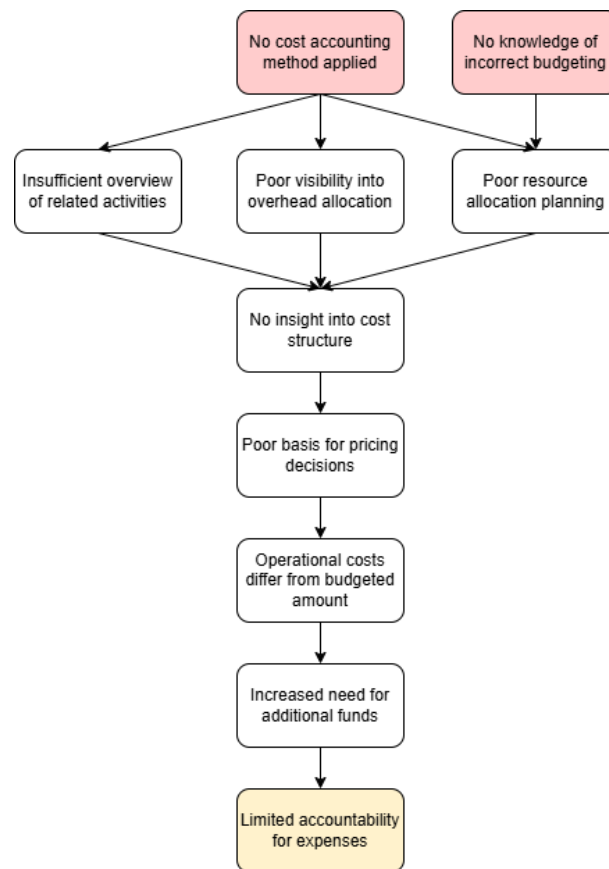 No cost accounting
method applied
No knowledge of
incorrect budgeting
Insufficient overview
of related activities
Poor visibility into
overhead allocation
Poor resource
allocation planning
No insight into cost
structure
Poor basis for pricing
decisions
Operational costs
differ from budgeted
amount
Increased need for
additional funds
Limited accountability
for expenses